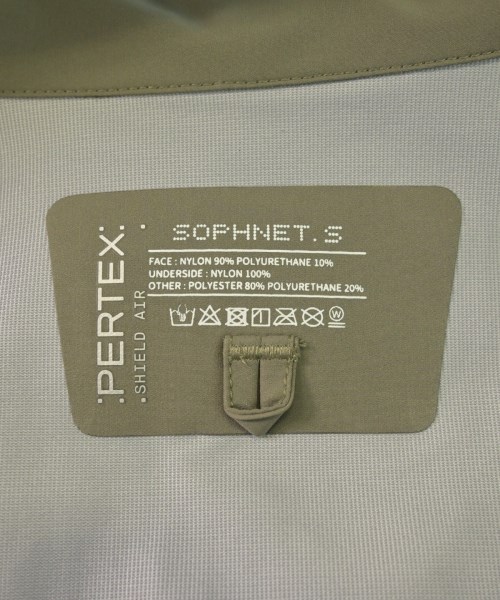 SOPHNET.S
FACE : NYLON 90% POLYURETHANE 10%
UNDERSIDE : NYLON 100%
OTHER : POLYESTER 80% POLYURETHANE 20%
W
PERTEX
SHIELD AIR